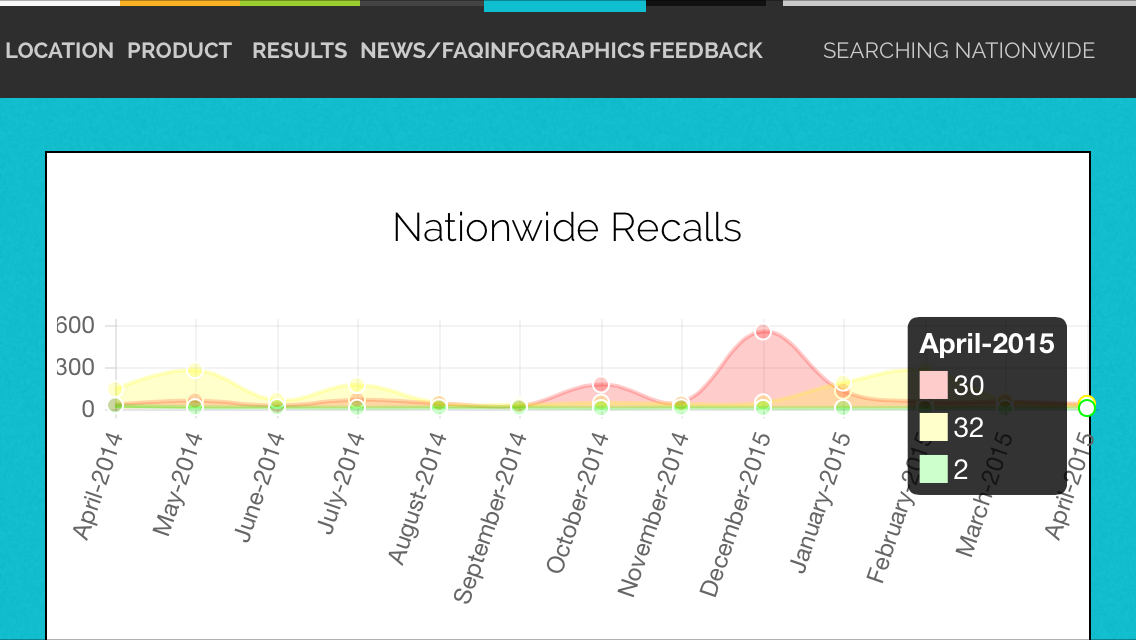 LOCATION PRODUCT RESULTS NEWS/FAQ INFOGRAPHICS FEEDBACK SEARCHING NATIONWIDE
Nationwide Recalls
600
300
0
April-2015
30
32
2
April-2014
May-2014
June-2014
July-2014
August-2014
September-2014
October-2014
November-2014
December-2015
January-2015
February-2015
March-2015
April-2015